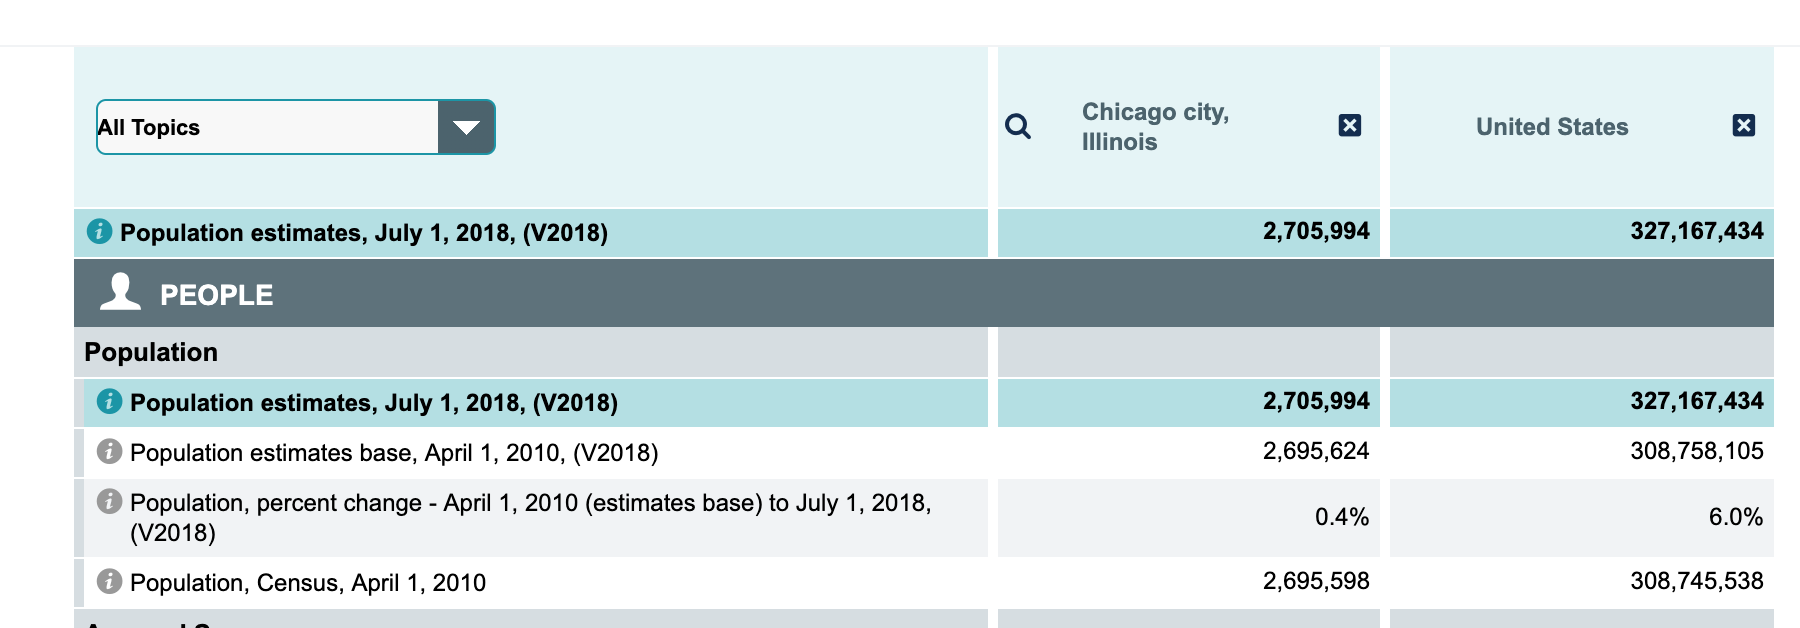 All Topics
Chicago city,
Illinois
United States
Population estimates, July 1, 2018, (V2018) 2,705,994 327,167,434
PEOPLE
Population
Population estimates, July 1, 2018, (V2018) 2,705,994 327,167,434
Population estimates base, April 1, 2010, (V2018) 2,695,624 308,758,105
Population, percent change - April 1, 2010 (estimates base) to July 1, 2018,
(V2018) 0.4% 6.0%
Population, Census, April 1, 2010 2,695,598 308,745,538